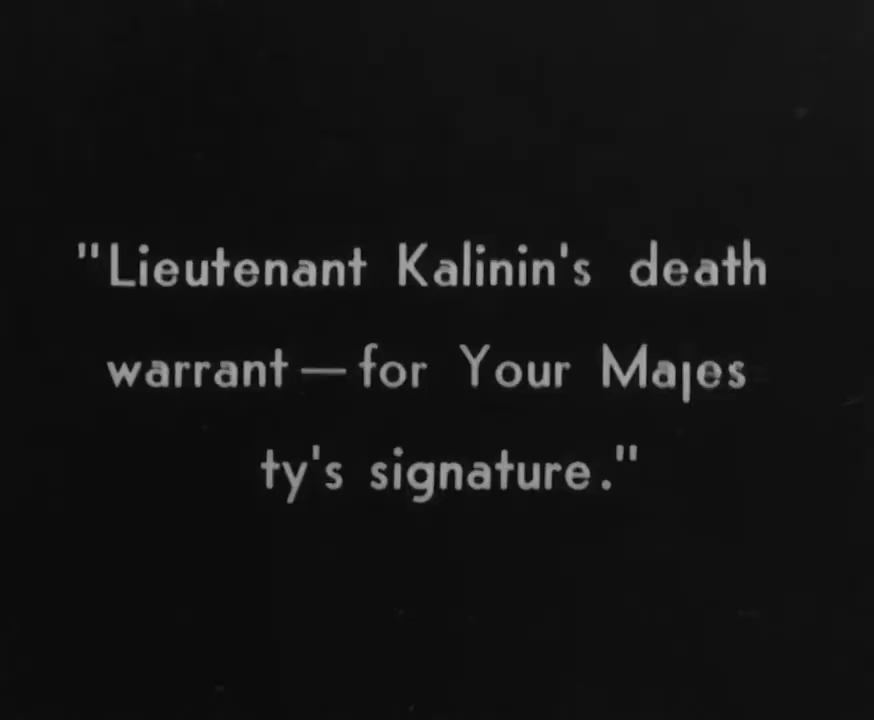 "Lieutenant Kalinin's death
warrant — for Your Majes
ty's signature."